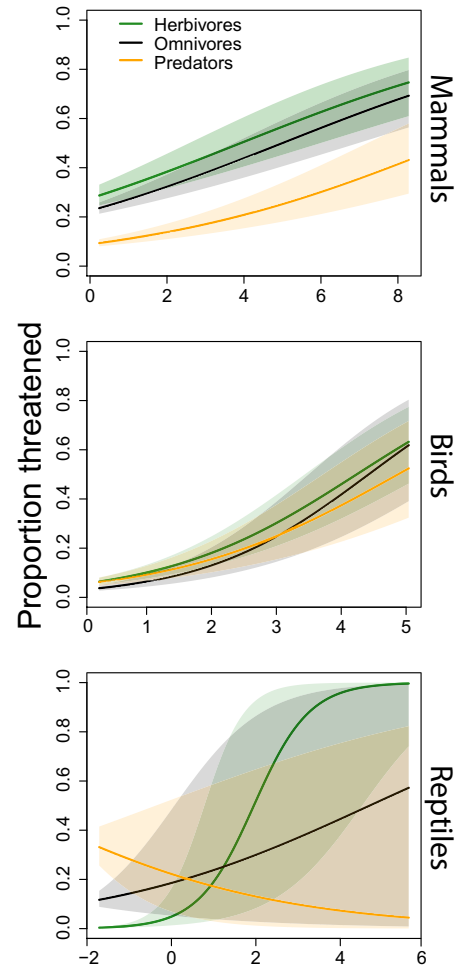 Herbivores
Omnivores
Predators
Mammals
0.0 0.2 0.4 0.6 0.8 1.0
0 2 4 6 8
Proportion threatened
Birds
0.0 0.2 0.4 0.6 0.8 1.0
0 1 2 3 4 5
Reptiles
0.0 0.2 0.4 0.6 0.8 1.0
−2 0 2 4 6